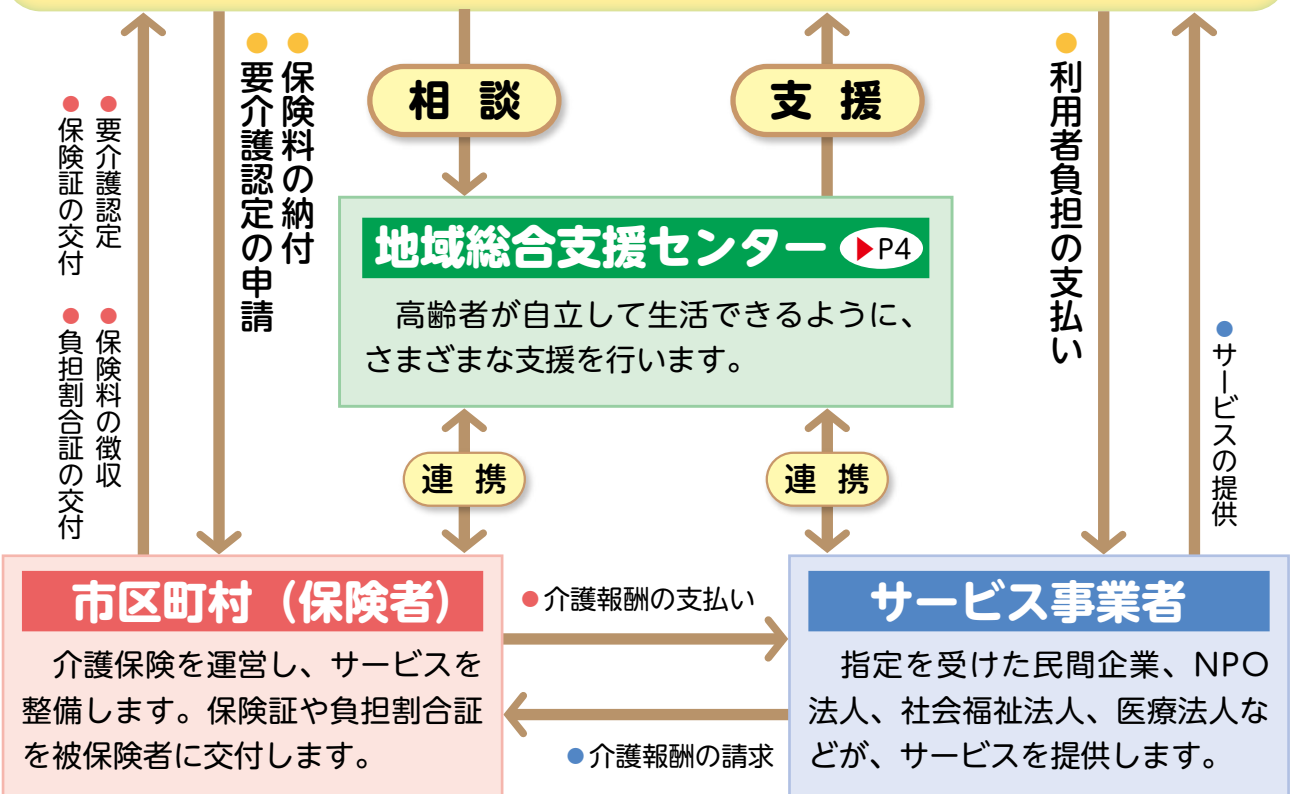 ●要介護認定
●保険証の交付
●保険料の徴収
●負担割合証の交付
●保険料の納付
●要介護認定の申請
相 談
支 援
●利用者負担の支払い
●サービスの提供
地域総合支援センター ▶P4
高齢者が自立して生活できるように、
さまざまな支援を行います。
連 携
連 携
市区町村（保険者）
介護保険を運営し、サービスを
整備します。保険証や負担割合証
を被保険者に交付します。
●介護報酬の支払い
●介護報酬の請求
サービス事業者
指定を受けた民間企業、NPO
法人、社会福祉法人、医療法人な
どが、サービスを提供します。